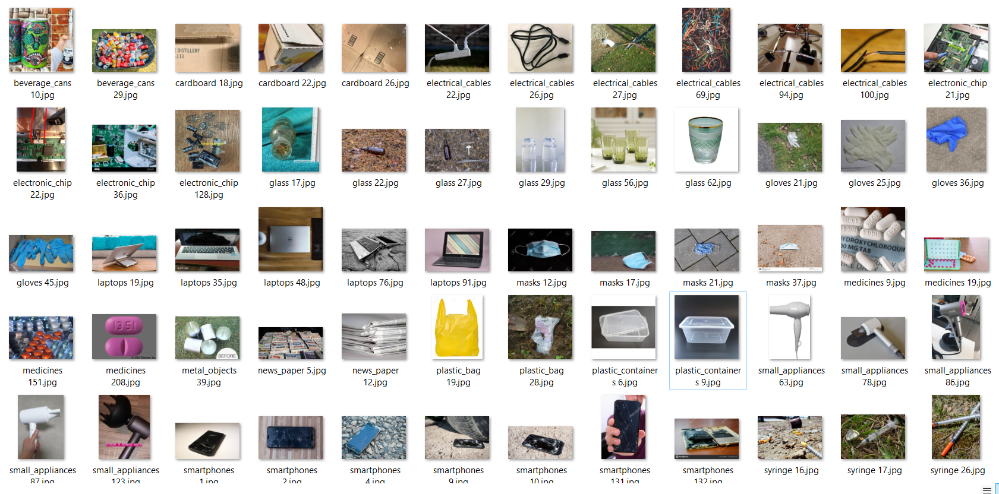 beverage_cans 10.jpg
beverage_cans 29.jpg
cardboard 18.jpg
cardboard 22.jpg
cardboard 26.jpg
electrical_cables 22.jpg
electrical_cables 26.jpg
electrical_cables 27.jpg
electrical_cables 69.jpg
electrical_cables 94.jpg
electrical_cables 100.jpg
electronic_chip 21.jpg
electronic_chip 22.jpg
electronic_chip 36.jpg
electronic_chip 128.jpg
glass 17.jpg
glass 22.jpg
glass 27.jpg
glass 29.jpg
glass 56.jpg
glass 62.jpg
gloves 21.jpg
gloves 25.jpg
gloves 36.jpg
gloves 45.jpg
laptops 19.jpg
laptops 35.jpg
laptops 48.jpg
laptops 76.jpg
laptops 91.jpg
masks 12.jpg
masks 17.jpg
masks 21.jpg
masks 37.jpg
medicines 9.jpg
medicines 19.jpg
medicines 151.jpg
medicines 208.jpg
metal_objects 39.jpg
news_paper 5.jpg
news_paper 12.jpg
plastic_bag 19.jpg
plastic_bag 28.jpg
plastic_containers 6.jpg
plastic_containers 9.jpg
small_appliances 63.jpg
small_appliances 78.jpg
small_appliances 86.jpg
small_appliances 87.jpg
small_appliances 123.jpg
smartphones 1.jpg
smartphones 2.jpg
smartphones 4.jpg
smartphones 9.jpg
smartphones 10.jpg
smartphones 131.jpg
smartphones 132.jpg
syringe 16.jpg
syringe 17.jpg
syringe 26.jpg
E DISTILLERY
-113
HCQS
YDROXYCHLOROQUIN
00 MG TAB
1351
BEFORE